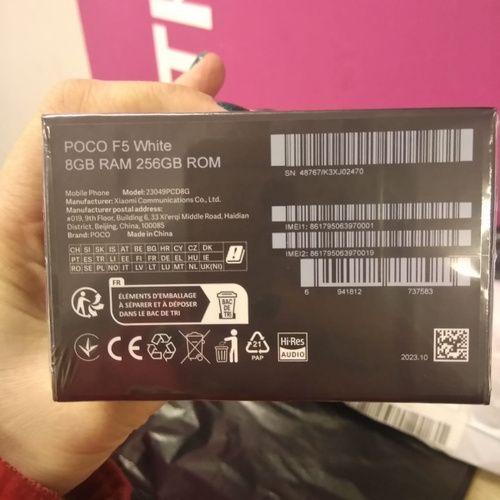 POCO F5 White
8GB RAM 256GB ROM
SN: 48767/K3XJ02470
Mobile Phone Model: 23049PCD8G
Manufacturer: Xiaomi Communications Co., Ltd.
Manufacturer postal address:
#019, 9th Floor, Building 6, 33 Xi'erqi Middle Road, Haidian
District, Beijing, China, 100085
Brand: POCO Made in China
IMEI1: 861795063970001
IMEI2: 861795063970019
6 941812 737583
CH SI SK IS AT BE BG HR CY CZ DK
PT ES TR LI EE FI FR DE EL HU IE
RO SE PL NO IT LV LT LU MT NL UK(NI)
FR
ÉLÉMENTS D'EMBALLAGE
À SÉPARER ET À DÉPOSER
DANS LE BAC DE TRI
BAC
DE
TRI
CE
21
PAP
Hi-Res
AUDIO
2023.10